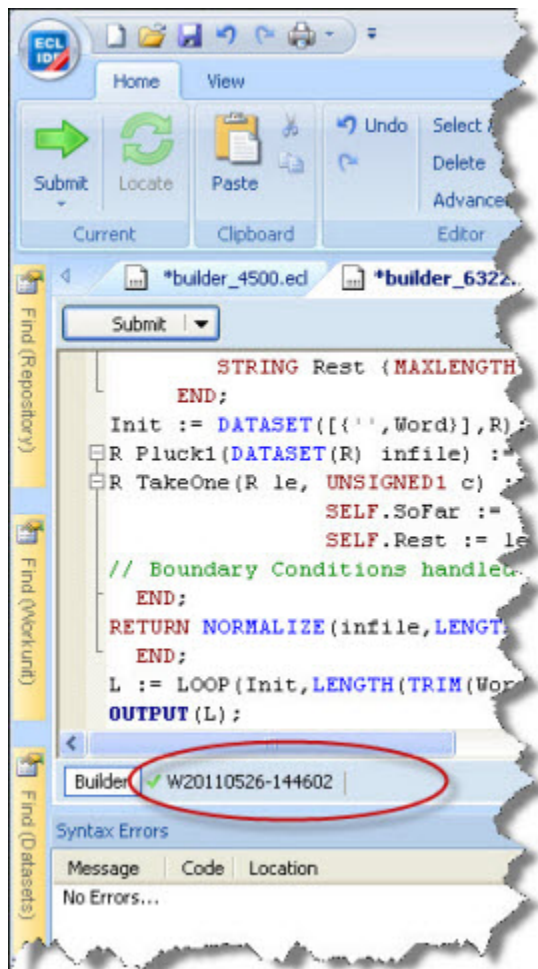 ECL
IDE
Home View
Submit Locate Paste Undo Select
Delete
Advanced
Current Clipboard Editor
*builder_4500.ecl *builder_6322.
Submit
STRING Rest {MAXLENGTH
END;
Init := DATASET([{'',Word}],R);
R Pluck1(DATASET(R) infile) :=
R TakeOne(R le, UNSIGNED1 c) :=
SELF.SoFar :=
SELF.Rest := le
// Boundary Conditions handled
END;
RETURN NORMALIZE(infile,LENGT
END;
L := LOOP(Init,LENGTH(TRIM(Wor
OUTPUT(L);
Builder W20110526-144602
Syntax Errors
Message Code Location
No Errors...
Find (Repository)
Find (Workunit)
Find (Datasets)